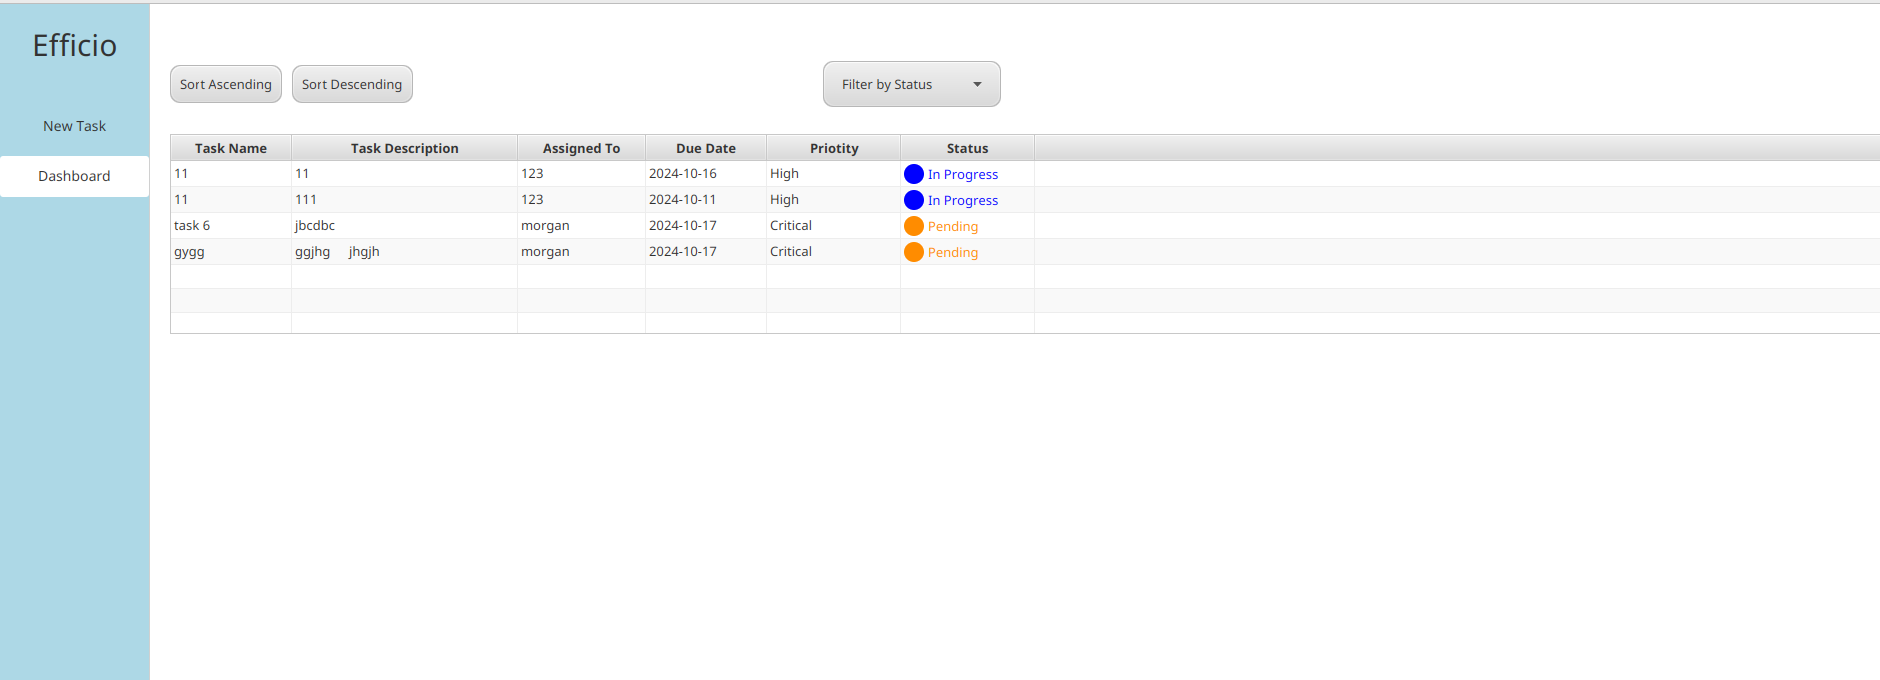 Efficio
New Task
Dashboard
Sort Ascending Sort Descending Filter by Status
Task Name Task Description Assigned To Due Date Priotity Status
11 11 123 2024-10-16 High In Progress
11 111 123 2024-10-11 High In Progress
task 6 jbcdbc morgan 2024-10-17 Critical Pending
gygg ggjhg jhgjh morgan 2024-10-17 Critical Pending